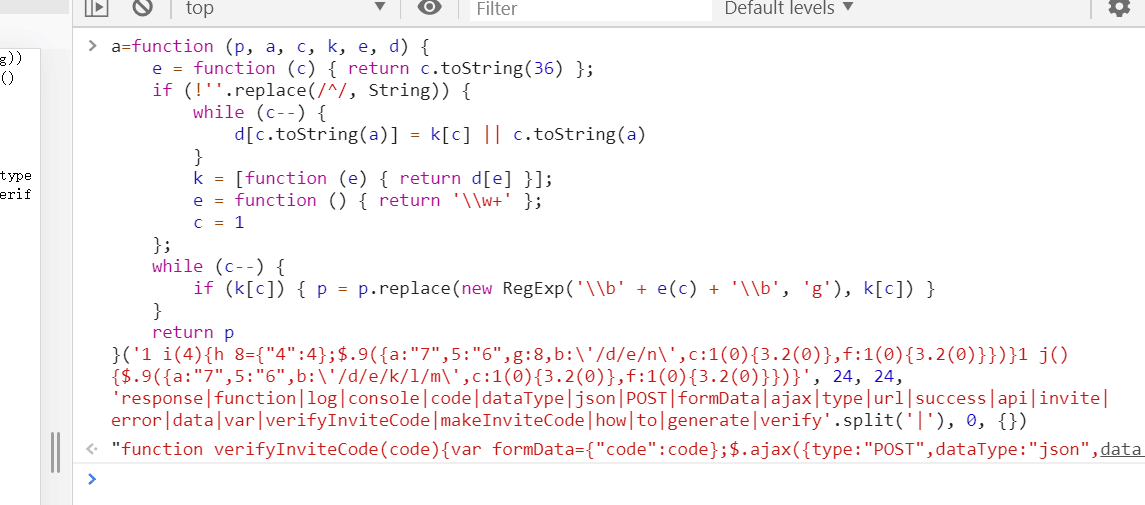 top
Filter
Default levels
g))
()
type
erif
a=function (p, a, c, k, e, d) {
e = function (c) { return c.toString(36) };
if (!''.replace(/^/, String)) {
while (c--) {
d[c.toString(a)] = k[c] || c.toString(a)
}
k = [function (e) { return d[e] }];
e = function () { return '\\w+' };
c = 1
};
while (c--) {
if (k[c]) { p = p.replace(new RegExp('\\b' + e(c) + '\\b', 'g'), k[c]) }
}
return p
}('1 i(4){h 8={"4":4};$.9({a:"7",5:"6",g:8,b:\'/d/e/n\',c:1(0){3.2(0)},f:1(0){3.2(0)}})}1 j()
{$.9({a:"7",5:"6",b:\'/d/e/k/l/m\',c:1(0){3.2(0)},f:1(0){3.2(0)}})}', 24, 24,
'response|function|log|console|code|dataType|json|POST|formData|ajax|type|url|success|api|invite|
error|data|var|verifyInviteCode|makeInviteCode|how|to|generate|verify'.split('|'), 0, {})
"function verifyInviteCode(code){var formData={"code":code};$.ajax({type:"POST",dataType:"json",data